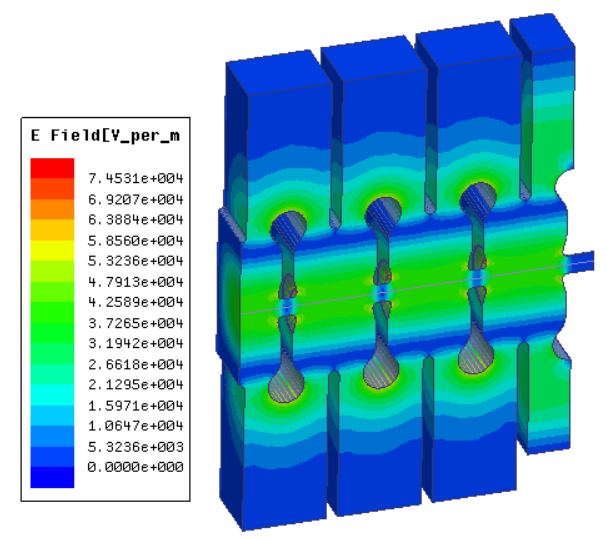 E Field[V_per_m
7.4531e+004
6.9207e+004
6.3884e+004
5.8560e+004
5.3236e+004
4.7913e+004
4.2589e+004
3.7265e+004
3.1942e+004
2.6618e+004
2.1295e+004
1.5971e+004
1.0647e+004
5.3236e+003
0.0000e+000